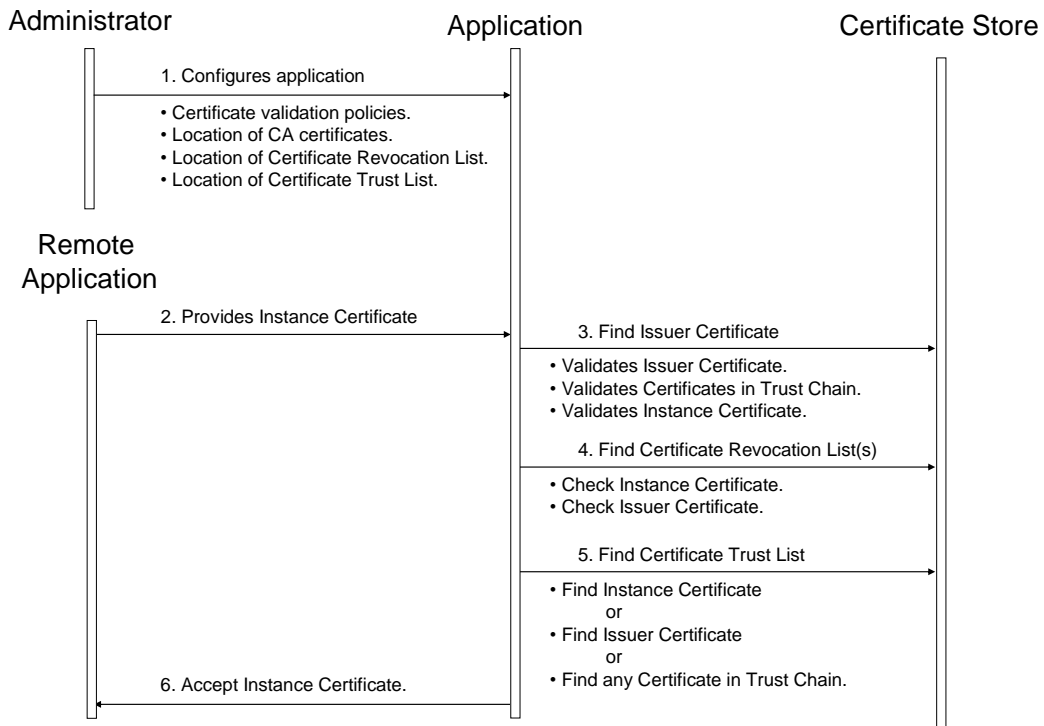 Administrator
Application
Certificate Store
1. Configures application
• Certificate validation policies.
• Location of CA certificates.
• Location of Certificate Revocation List.
• Location of Certificate Trust List.
Remote
Application
2. Provides Instance Certificate
3. Find Issuer Certificate
• Validates Issuer Certificate.
• Validates Certificates in Trust Chain.
• Validates Instance Certificate.
4. Find Certificate Revocation List(s)
• Check Instance Certificate.
• Check Issuer Certificate.
5. Find Certificate Trust List
• Find Instance Certificate
or
• Find Issuer Certificate
or
• Find any Certificate in Trust Chain.
6. Accept Instance Certificate.